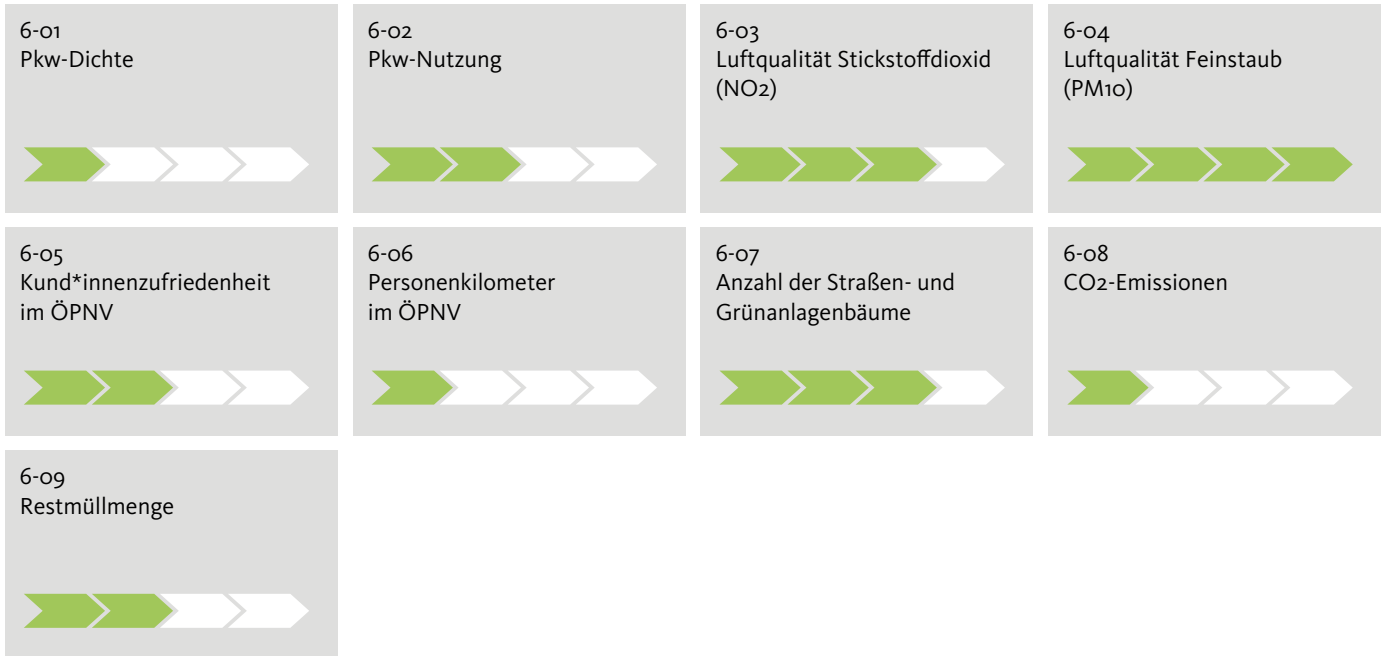 6-01
Pkw-Dichte
6-02
Pkw-Nutzung
6-03
Luftqualität Stickstoffdioxid
(NO2)
6-04
Luftqualität Feinstaub
(PM10)
6-05
Kund*innenzufriedenheit
im ÖPNV
6-06
Personenkilometer
im ÖPNV
6-07
Anzahl der Straßen- und
Grünanlagenbäume
6-08
CO2-Emissionen
6-09
Restmüllmenge